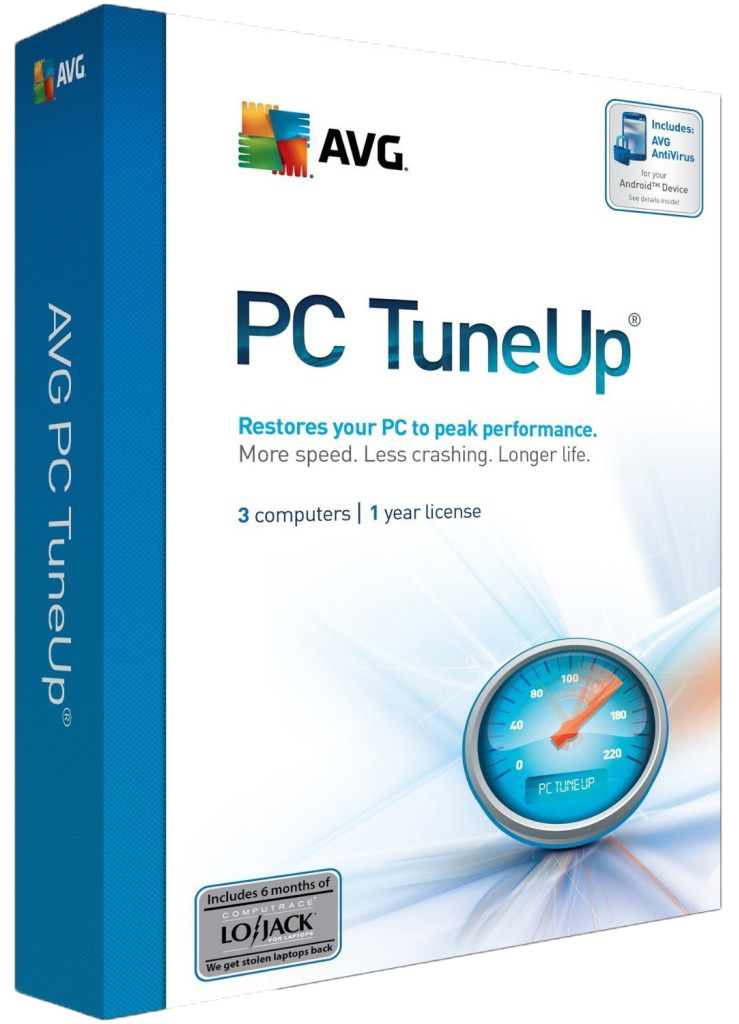 AVG
AVG PC TuneUp®
AVG.
Includes:
AVG
AntiVirus
for your
Android™ Device
See details inside!
PC TuneUp®
Restores your PC to peak performance.
More speed. Less crashing. Longer life.
3 computers | 1 year license
0
40
80
100
180
220
PC TUNEUP
Includes 6 months of
COMPUTRACE®
LOJACK
FOR LAPTOPS
We get stolen laptops back